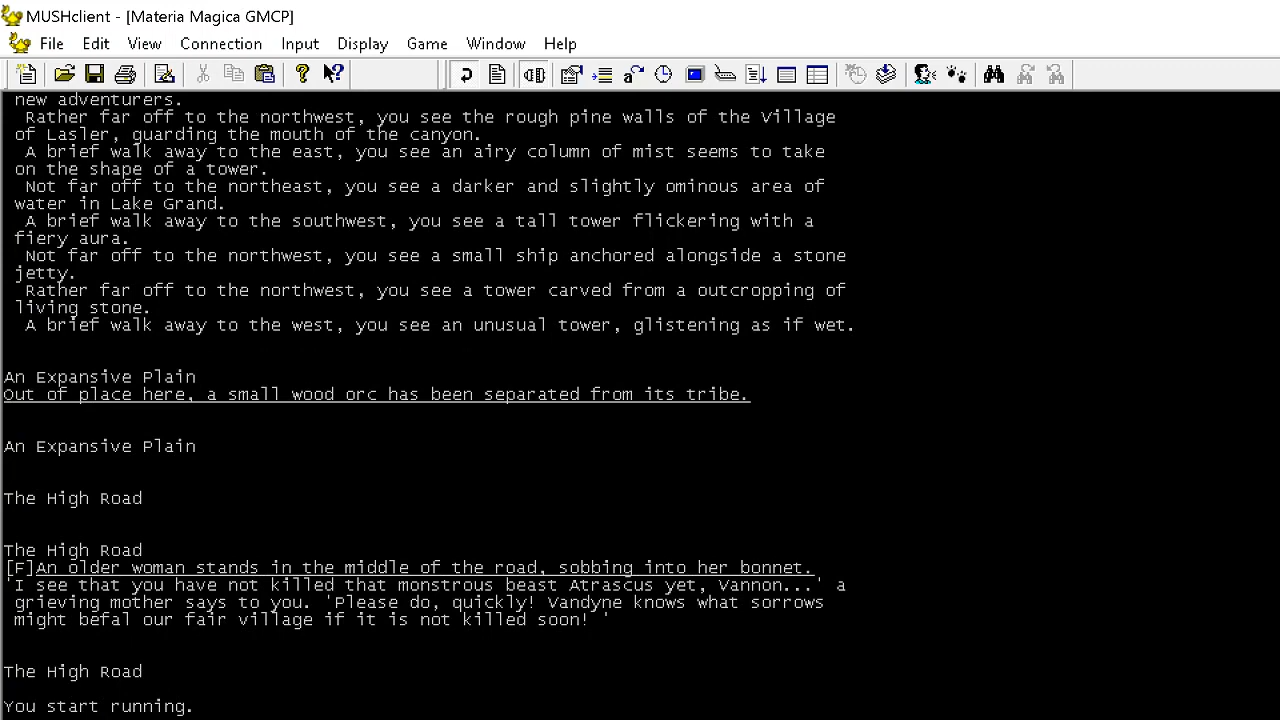 MUSHclient - [Materia Magica GMCP]
File Edit View Connection Input Display Game Window Help
new adventurers.
Rather far off to the northwest, you see the rough pine walls of the Village
of Lasler, guarding the mouth of the canyon.
A brief walk away to the east, you see an airy column of mist seems to take
on the shape of a tower.
Not far off to the northeast, you see a darker and slightly ominous area of
water in Lake Grand.
A brief walk away to the southwest, you see a tall tower flickering with a
fiery aura.
Not far off to the northwest, you see a small ship anchored alongside a stone
jetty.
Rather far off to the northwest, you see a tower carved from a outcropping of
living stone.
A brief walk away to the west, you see an unusual tower, glistening as if wet.
An Expansive Plain
Out of place here, a small wood orc has been separated from its tribe.
An Expansive Plain
The High Road
The High Road
[F]An older woman stands in the middle of the road, sobbing into her bonnet.
'I see that you have not killed that monstrous beast Atrascus yet, Vannon...' a
grieving mother says to you. 'Please do, quickly! Vandyne knows what sorrows
might befal our fair village if it is not killed soon! '
The High Road
You start running.